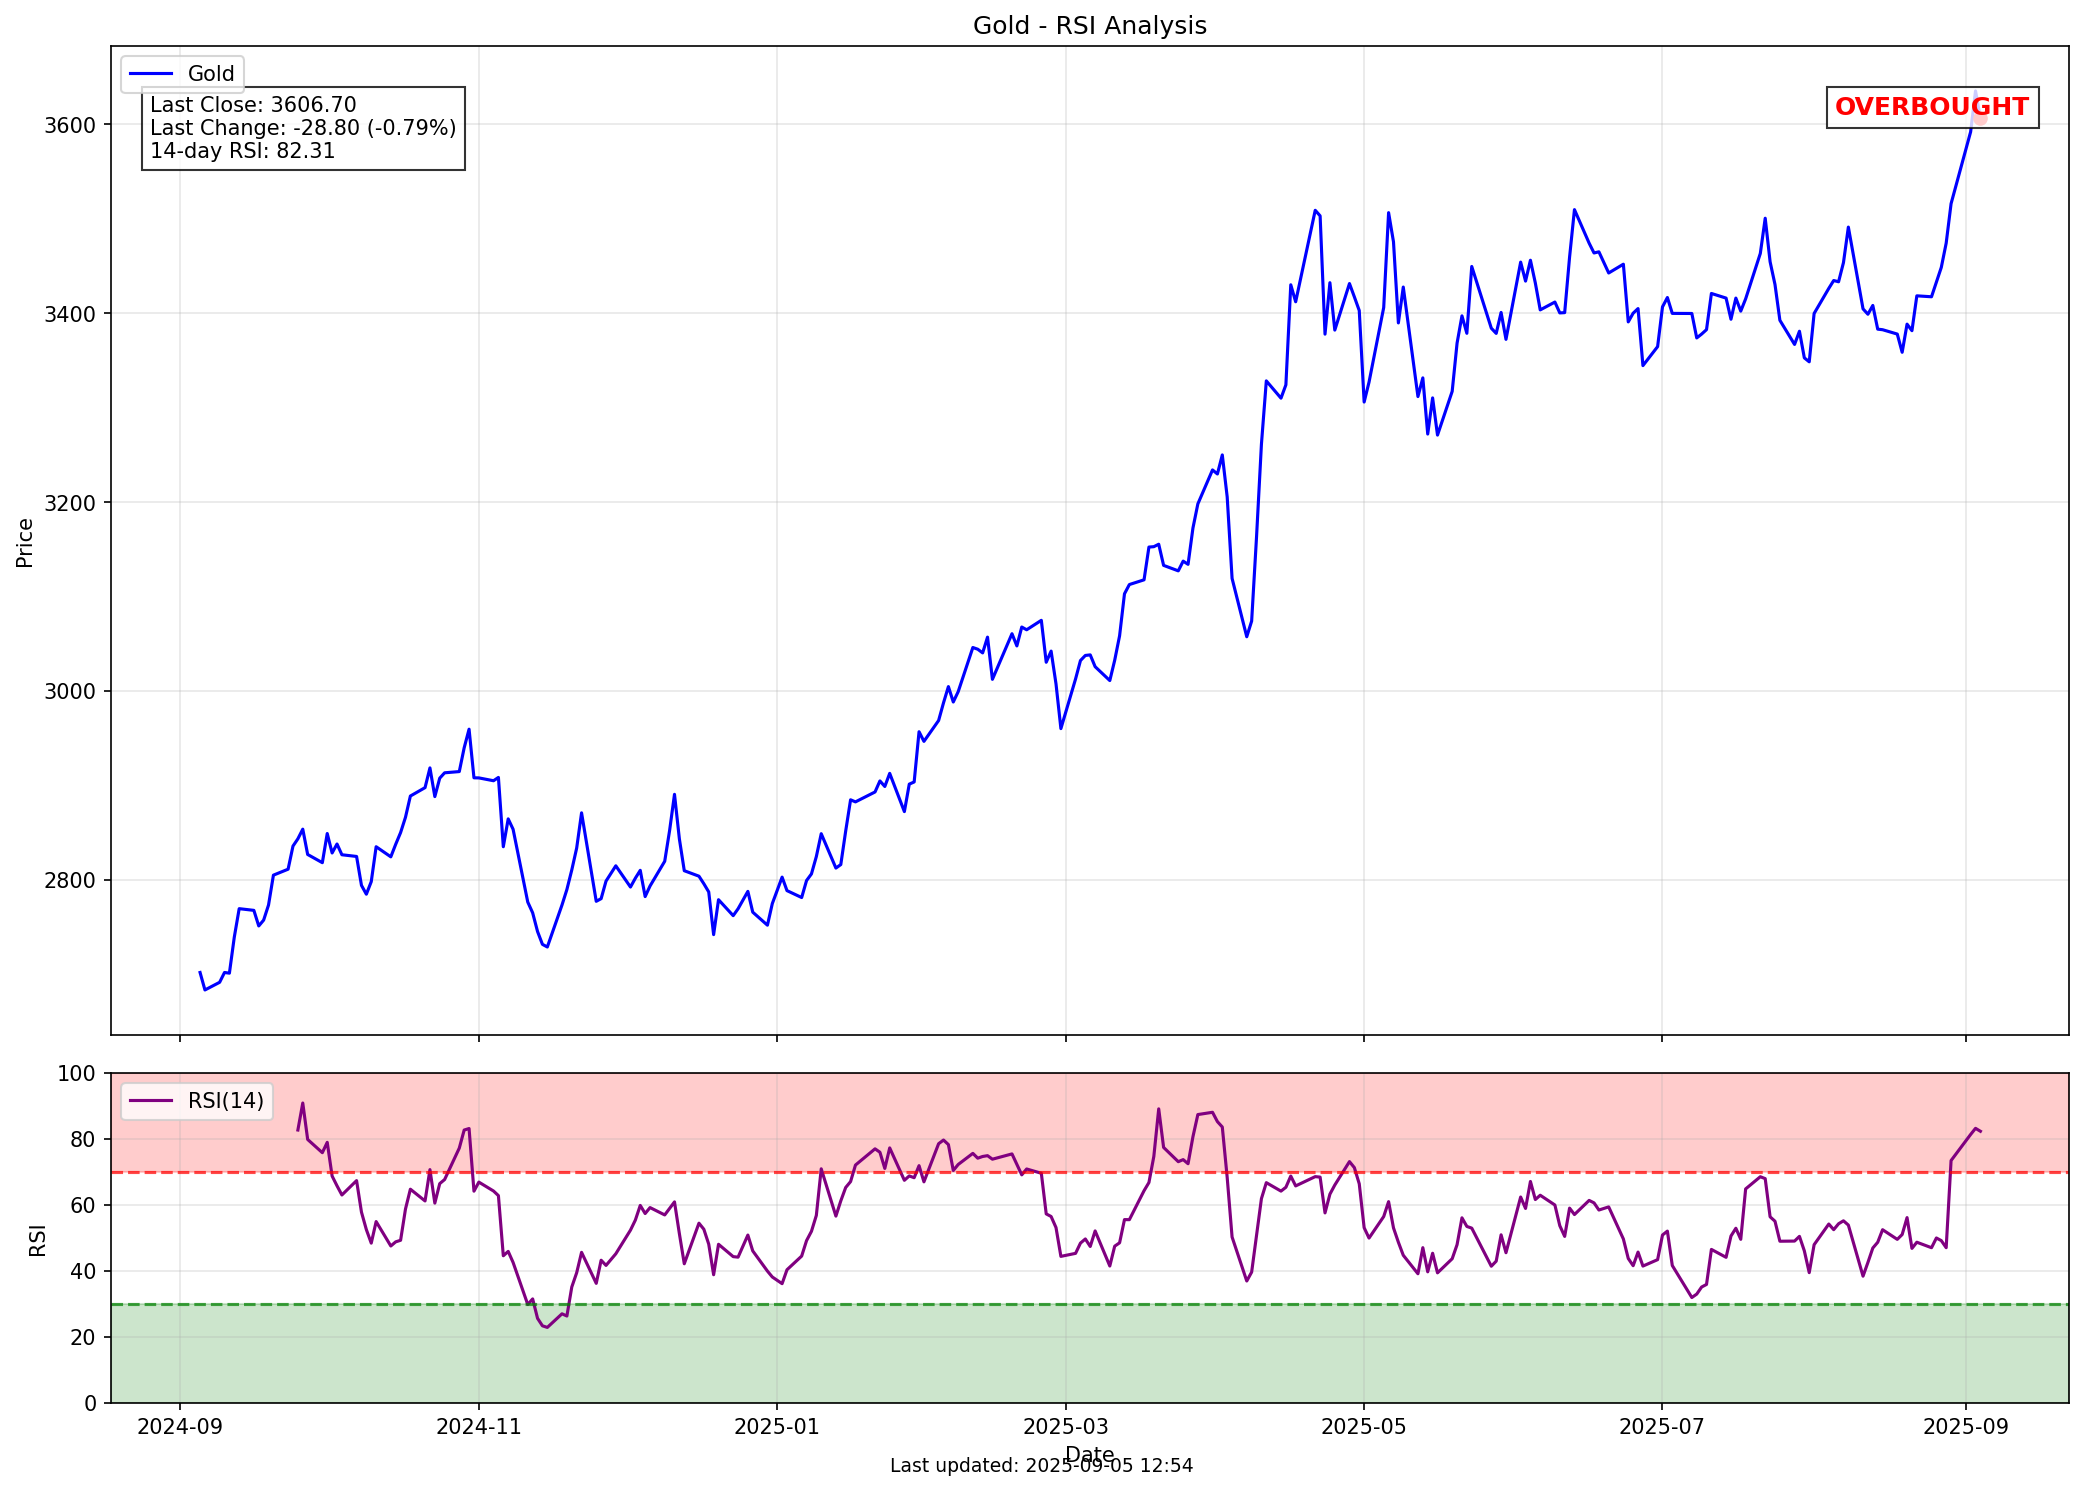 Gold - RSI Analysis
Gold
Last Close: 3606.70
Last Change: -28.80 (-0.79%)
14-day RSI: 82.31
OVERBOUGHT
3600
3400
3200
3000
2800
Price
RSI(14)
100
80
60
40
20
0
RSI
2024-09
2024-11
2025-01
2025-03
2025-05
2025-07
2025-09
Date
Last updated: 2025-09-05 12:54